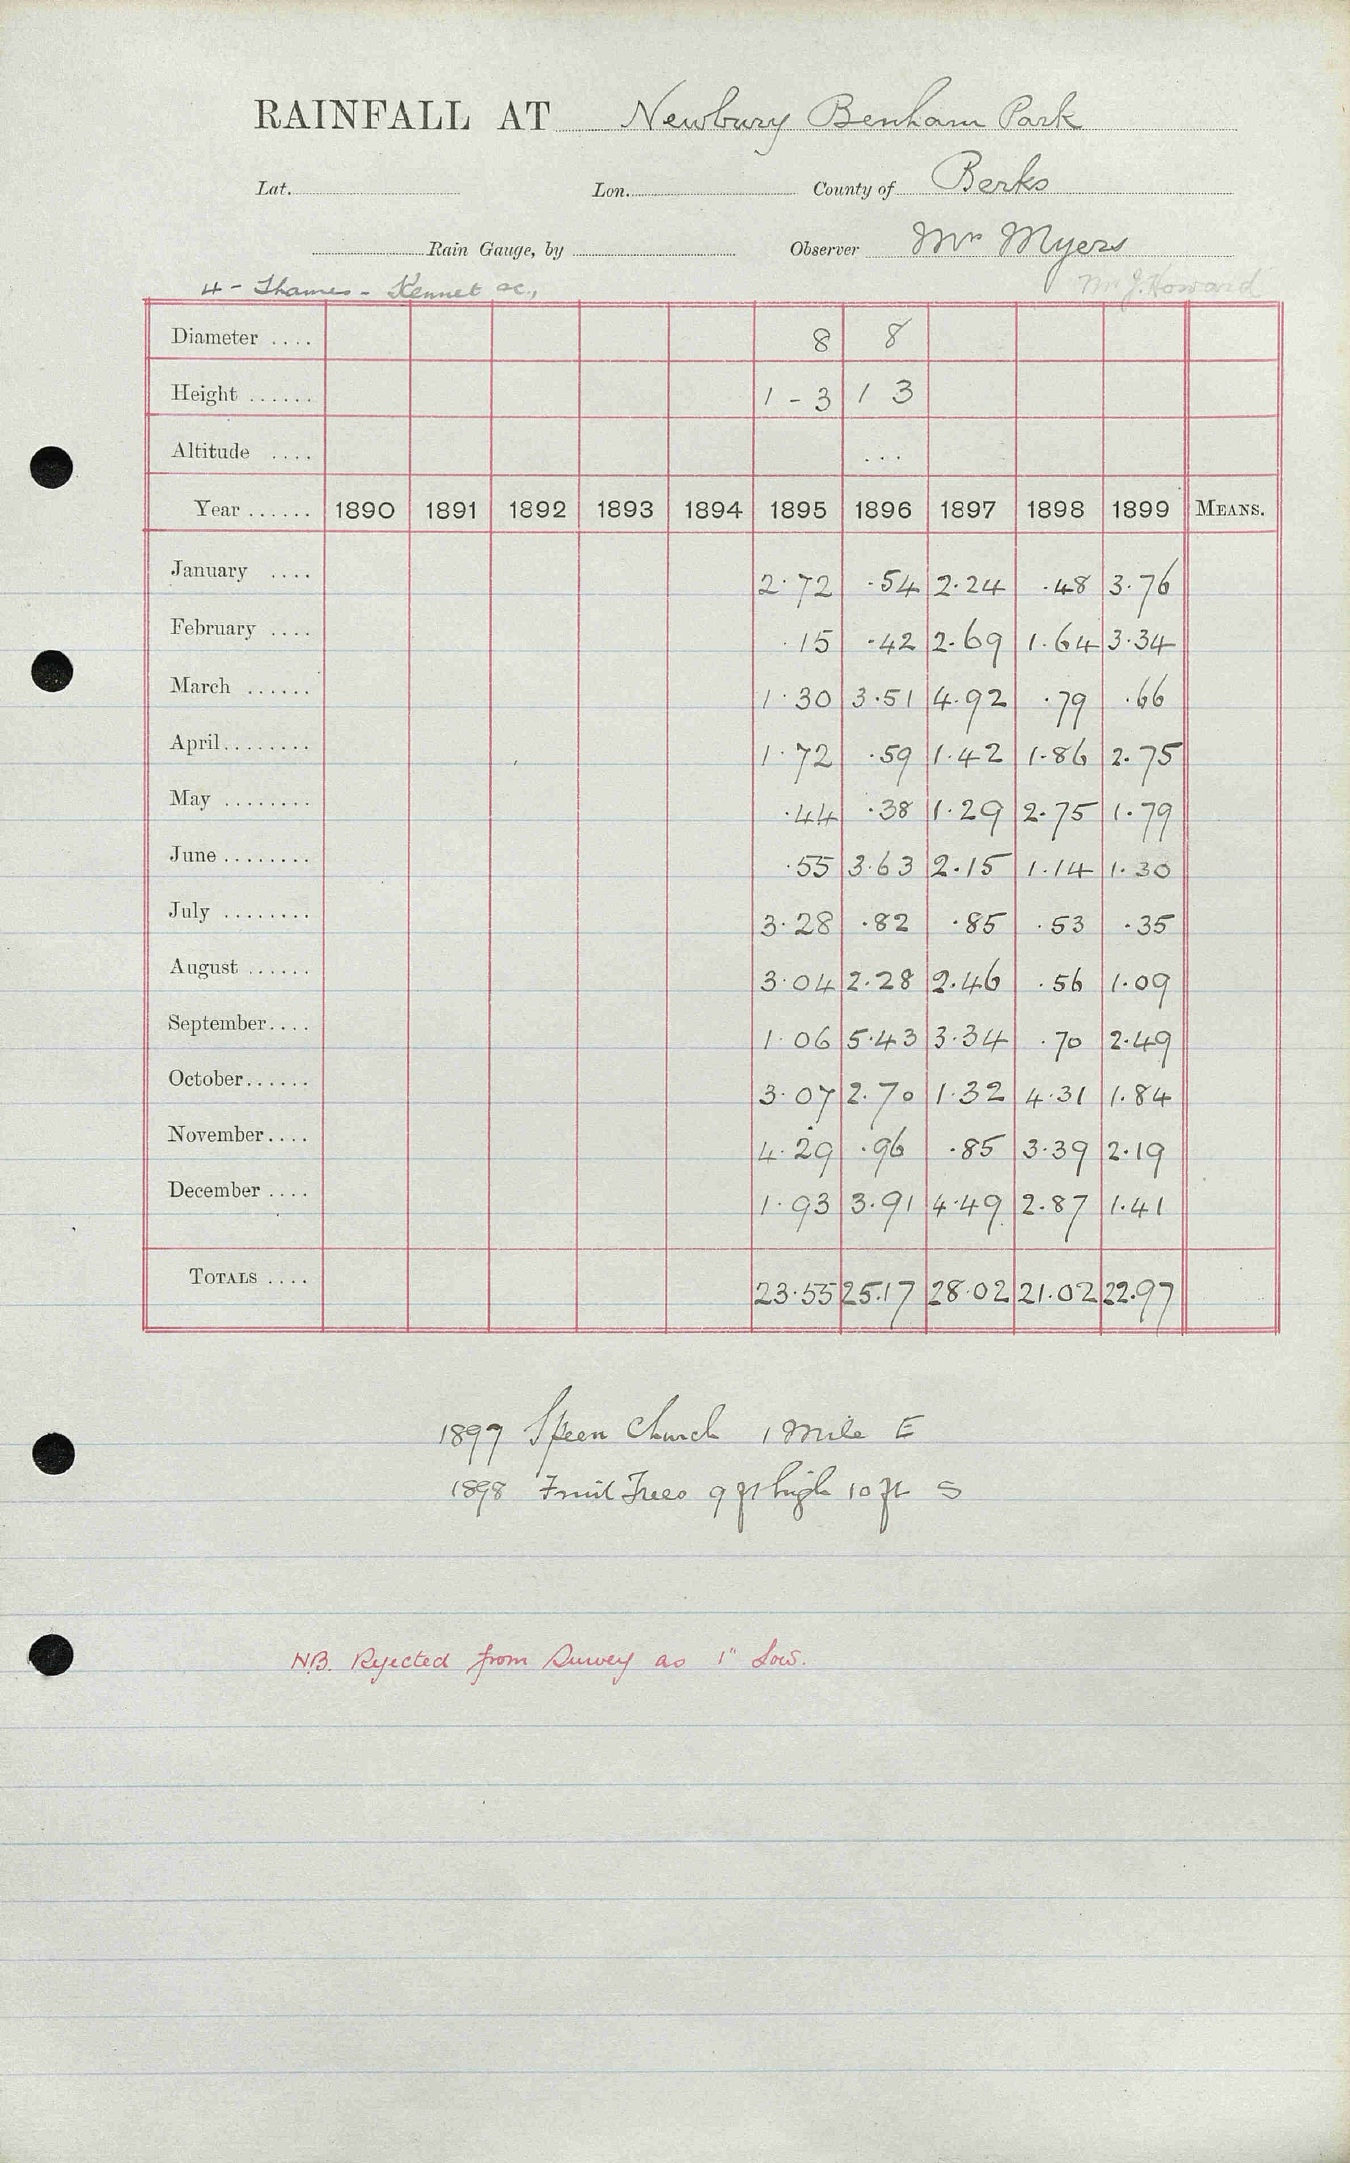 RAINFALL AT Newbury Benham Park
Lat. Lon. County of Berks
Rain Gauge, by Observer Mr Myers
4 - Thames - Kennet &c., Mr J. Howard
Diameter .... 8 8
Height ...... 1 - 3 1 3
Altitude .... ...
Year ...... 1890 1891 1892 1893 1894 1895 1896 1897 1898 1899 MEANS.
January .... 2.72 .54 2.24 .48 3.76
February .... .15 .42 2.69 1.64 3.34
March ...... 1.30 3.51 4.92 .79 .66
April........ 1.72 .59 1.42 1.86 2.75
May ........ .44 .38 1.29 2.75 1.79
June ........ .55 3.63 2.15 1.14 1.30
July ........ 3.28 .82 .85 .53 .35
August ...... 3.04 2.28 2.46 .56 1.09
September.... 1.06 5.43 3.34 .70 2.49
October...... 3.07 2.70 1.32 4.31 1.84
November.... 4.29 .96 .85 3.39 2.19
December .... 1.93 3.91 4.49 2.87 1.41
TOTALS .... 23.55 25.17 28.02 21.02 22.97
1897 Speen Church 1 Mile E
1898 Fruit Trees 9 ft high 10 ft S
N.B. Rejected from Survey as 1" low.